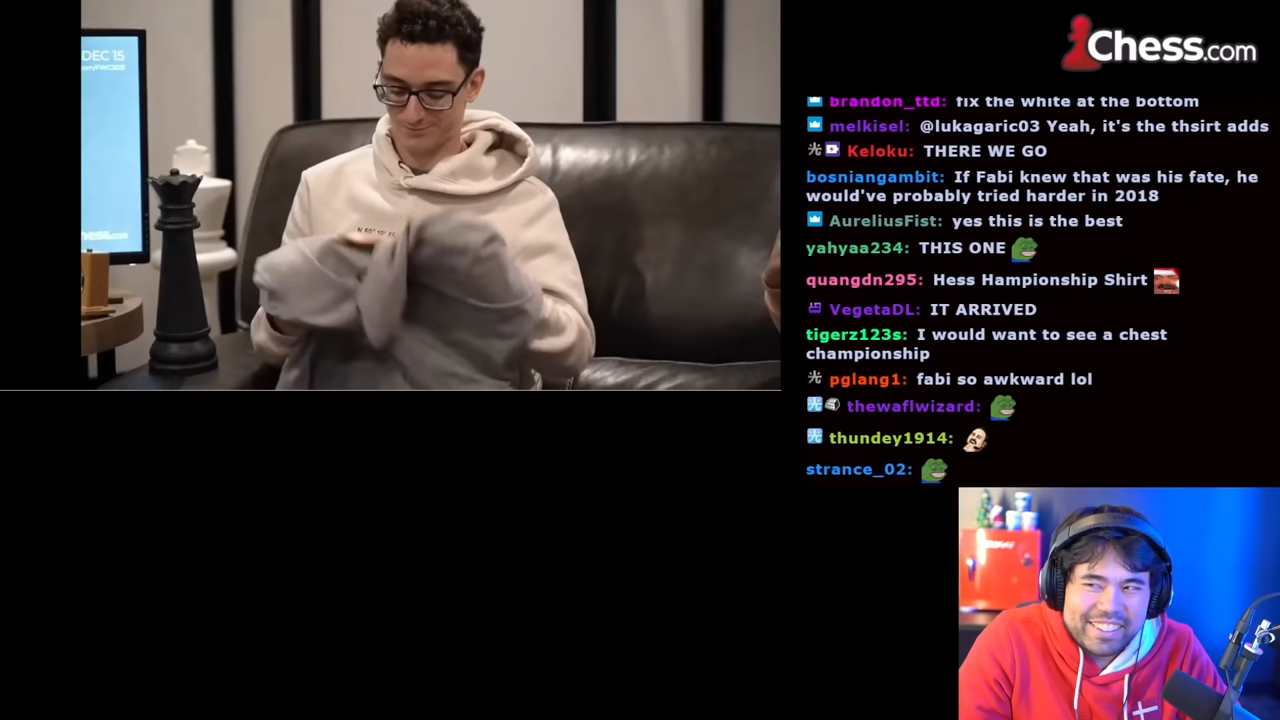 DEC 15
Chess.com
brandon_ttd: fix the white at the bottom
melkisel: @lukagaric03 Yeah, it's the thsirt adds
Keloku: THERE WE GO
bosniangambit: If Fabi knew that was his fate, he
would've probably tried harder in 2018
AureliusFist: yes this is the best
yahyaa234: THIS ONE
quangdn295: Hess Hampionship Shirt
VegetaDL: IT ARRIVED
tigerz123s: I would want to see a chest
championship
pglang1: fabi so awkward lol
thewaflwizard:
thundey1914:
strance_02: